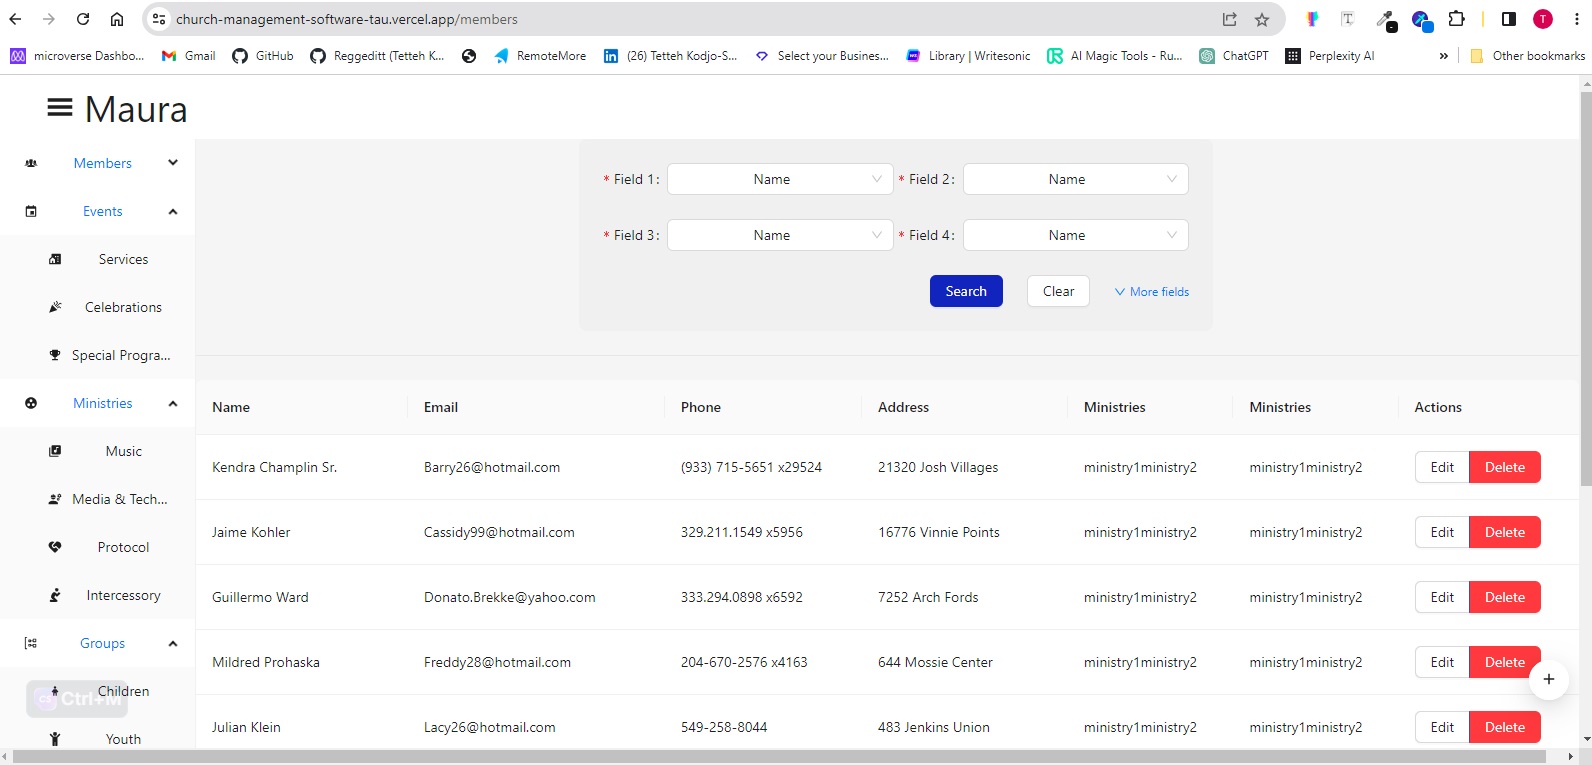 church-management-software-tau.vercel.app/members
T
microverse Dashbo...
Gmail
GitHub
Reggeditt (Tetteh K...
RemoteMore
(26) Tetteh Kodjo-S...
Select your Busines...
Library | Writesonic
AI Magic Tools - Ru...
ChatGPT
Perplexity AI
»
Other bookmarks
Maura
Members
Events
Services
Celebrations
Special Progra...
Ministries
Music
Media & Tech...
Protocol
Intercessory
Groups
Children
Ctrl+M
Youth
* Field 1: Name * Field 2: Name
* Field 3: Name * Field 4: Name
Search Clear More fields
Name Email Phone Address Ministries Ministries Actions
Kendra Champlin Sr. Barry26@hotmail.com (933) 715-5651 x29524 21320 Josh Villages ministry1ministry2 ministry1ministry2 Edit Delete
Jaime Kohler Cassidy99@hotmail.com 329.211.1549 x5956 16776 Vinnie Points ministry1ministry2 ministry1ministry2 Edit Delete
Guillermo Ward Donato.Brekke@yahoo.com 333.294.0898 x6592 7252 Arch Fords ministry1ministry2 ministry1ministry2 Edit Delete
Mildred Prohaska Freddy28@hotmail.com 204-670-2576 x4163 644 Mossie Center ministry1ministry2 ministry1ministry2 Edit Delete
+
Julian Klein Lacy26@hotmail.com 549-258-8044 483 Jenkins Union ministry1ministry2 ministry1ministry2 Edit Delete